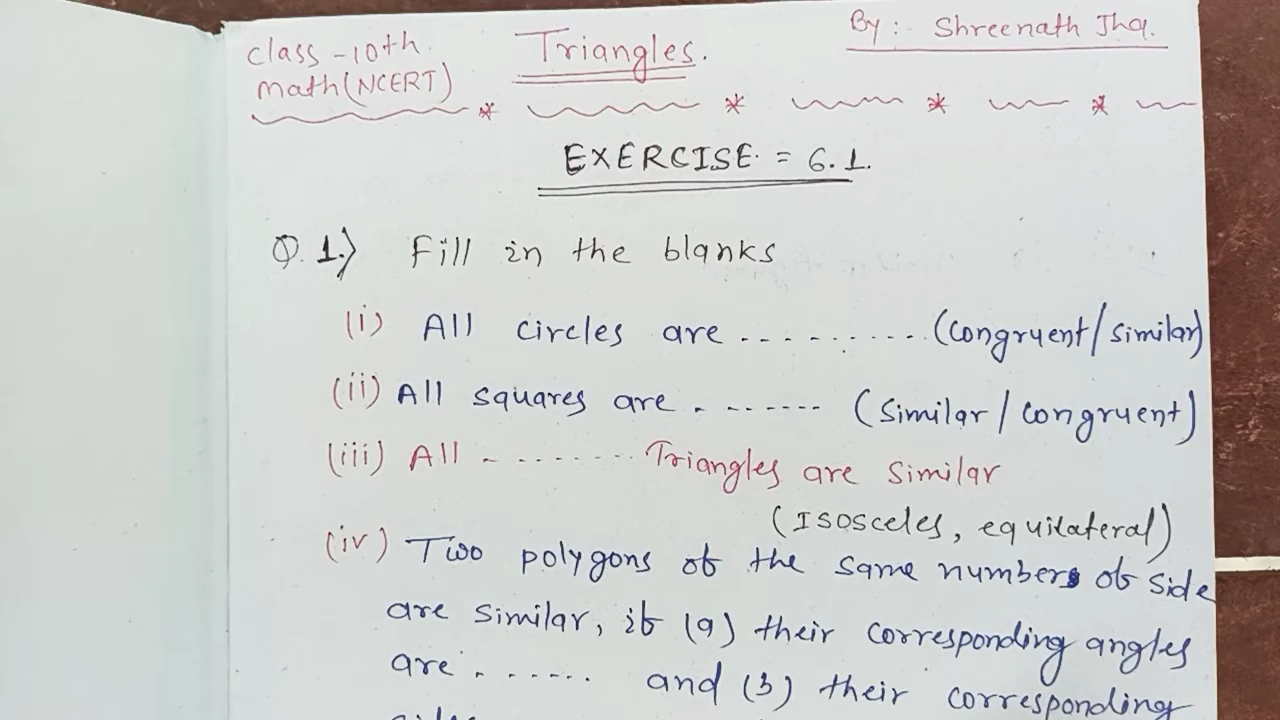 Class -10th
Math(NCERT)
Triangles.
By:- Shreenath Jha.
EXERCISE = 6.1.
Q.1.) Fill in the blanks
(i) All circles are .......... (Congruent/Similar)
(ii) All squares are ........ (Similar/Congruent)
(iii) All ......... Triangles are Similar
(Isosceles, equilateral)
(iv) Two polygons of the same numbers of side
are similar, if (a) their corresponding angles
are ....... and (b) their corresponding